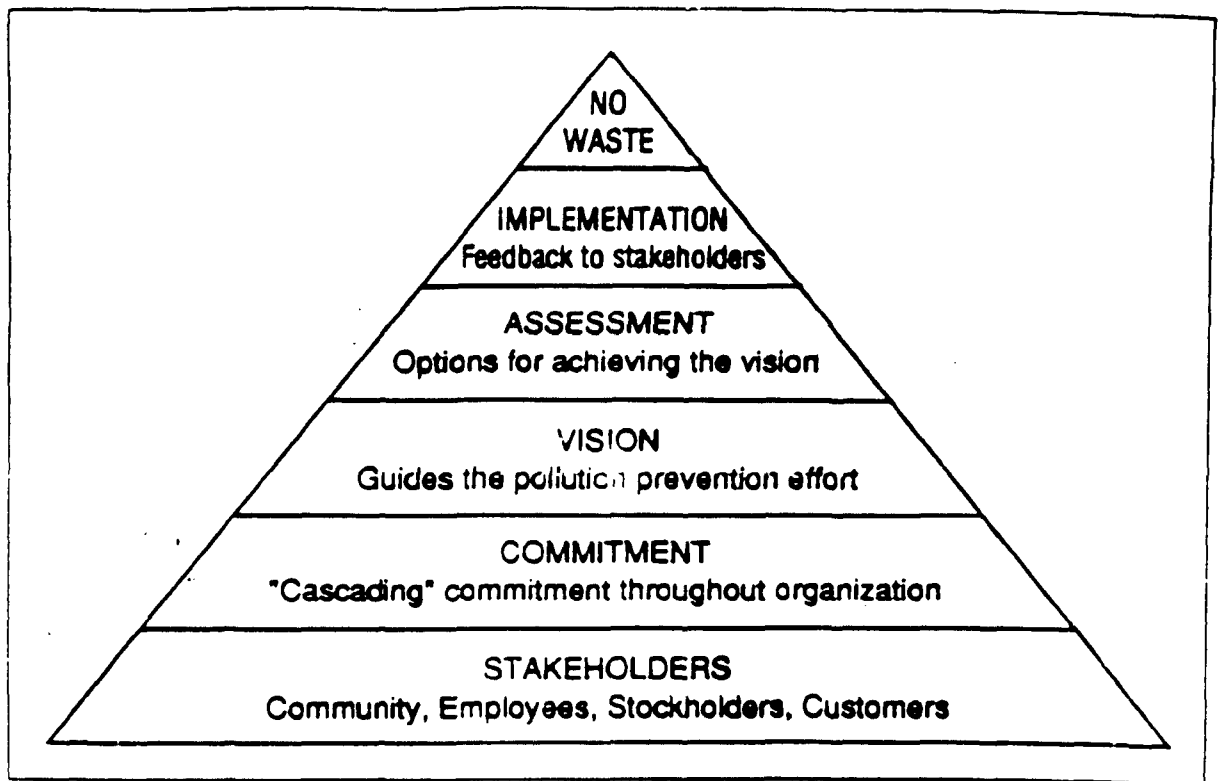 NO
WASTE
IMPLEMENTATION
Feedback to stakeholders
ASSESSMENT
Options for achieving the vision
VISION
Guides the pollution prevention effort
COMMITMENT
"Cascading" commitment throughout organization
STAKEHOLDERS
Community, Employees, Stockholders, Customers